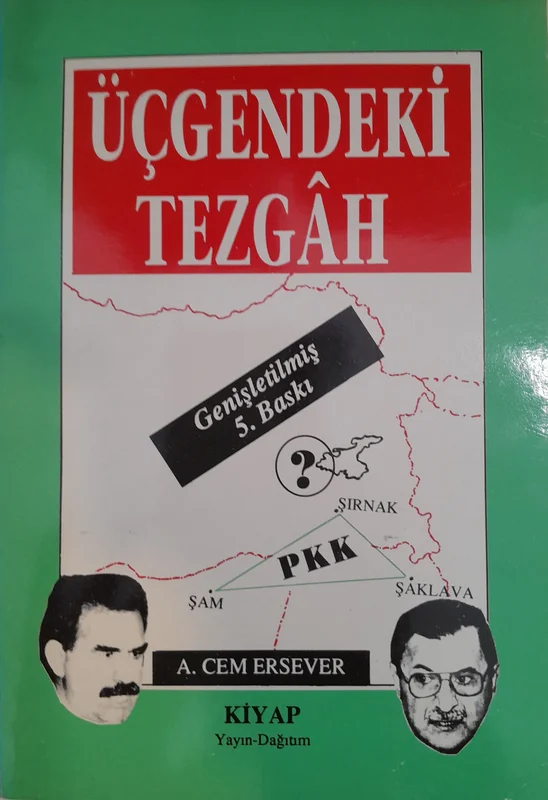 ÜÇGENDEKİ
TEZGÂH
Genişletilmiş
5. Baskı
?
ŞIRNAK
PKK
ŞAM
ŞAKLAVA
A. CEM ERSEVER
KİYAP
Yayın-Dağıtım